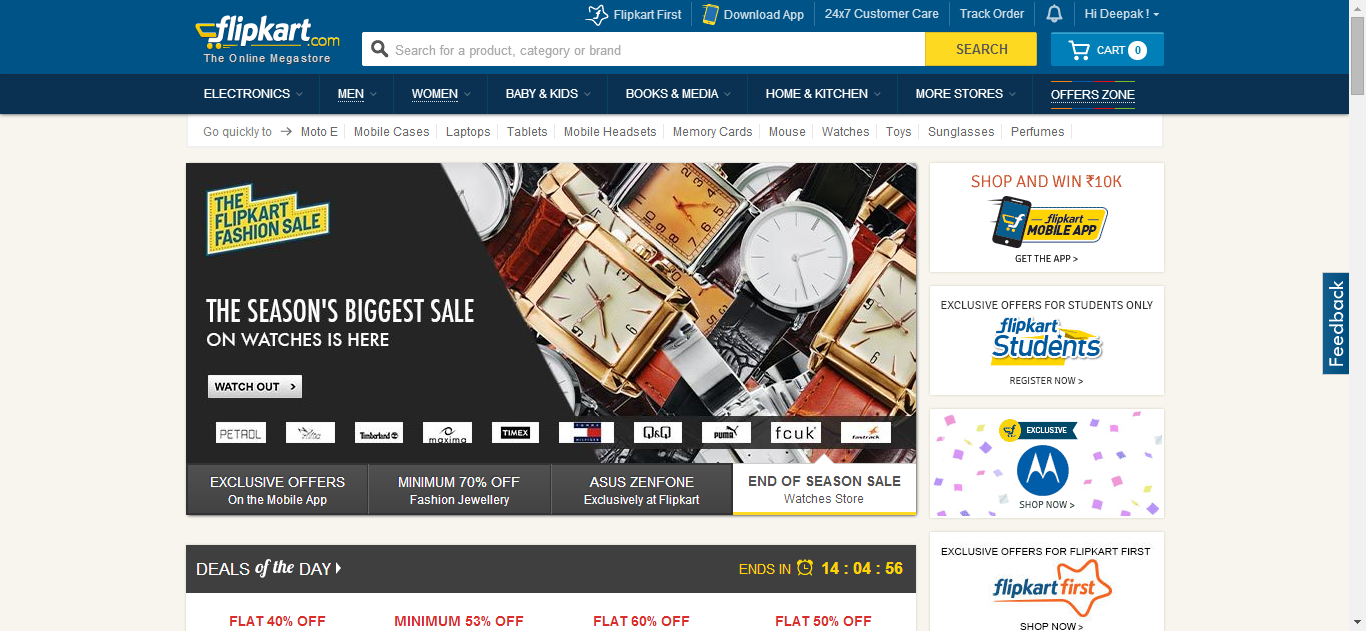 Flipkart First
Download App
24x7 Customer Care
Track Order
Hi Deepak !
flipkart.com
The Online Megastore
Search for a product, category or brand
SEARCH
CART 0
ELECTRONICS
MEN
WOMEN
BABY & KIDS
BOOKS & MEDIA
HOME & KITCHEN
MORE STORES
OFFERS ZONE
Go quickly to → Moto E Mobile Cases Laptops Tablets Mobile Headsets Memory Cards Mouse Watches Toys Sunglasses Perfumes
THE
FLIPKART
FASHION SALE
THE SEASON'S BIGGEST SALE
ON WATCHES IS HERE
WATCH OUT >
PETROL
Timberland
maxima
TIMEX
TOMMY
HILFIGER
Q&Q
PUMA
fcuk
fastrack
EXCLUSIVE OFFERS
On the Mobile App
MINIMUM 70% OFF
Fashion Jewellery
ASUS ZENFONE
Exclusively at Flipkart
END OF SEASON SALE
Watches Store
SHOP AND WIN ₹10K
flipkart
MOBILE APP
GET THE APP >
EXCLUSIVE OFFERS FOR STUDENTS ONLY
flipkart
Students
REGISTER NOW >
EXCLUSIVE
SHOP NOW >
EXCLUSIVE OFFERS FOR FLIPKART FIRST
flipkart first
SHOP NOW >
Feedback
DEALS of the DAY
ENDS IN 14 : 04 : 56
FLAT 40% OFF
MINIMUM 53% OFF
FLAT 60% OFF
FLAT 50% OFF